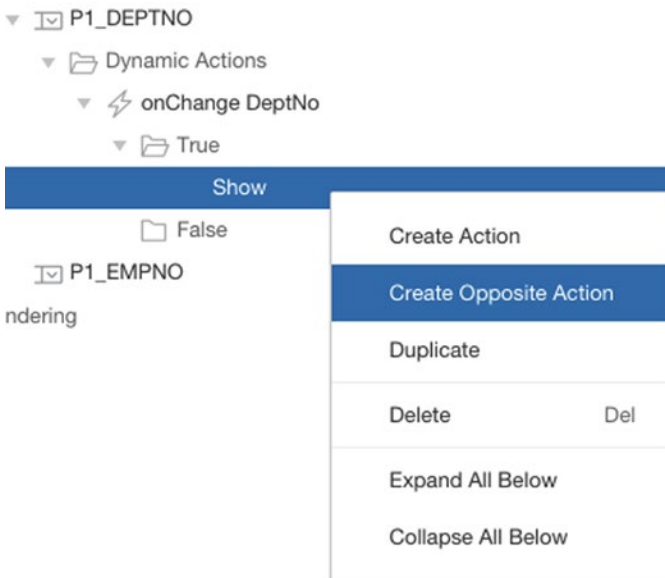 P1_DEPTNO
Dynamic Actions
onChange DeptNo
True
Show
False
P1_EMPNO
ndering
Create Action
Create Opposite Action
Duplicate
Delete Del
Expand All Below
Collapse All Below